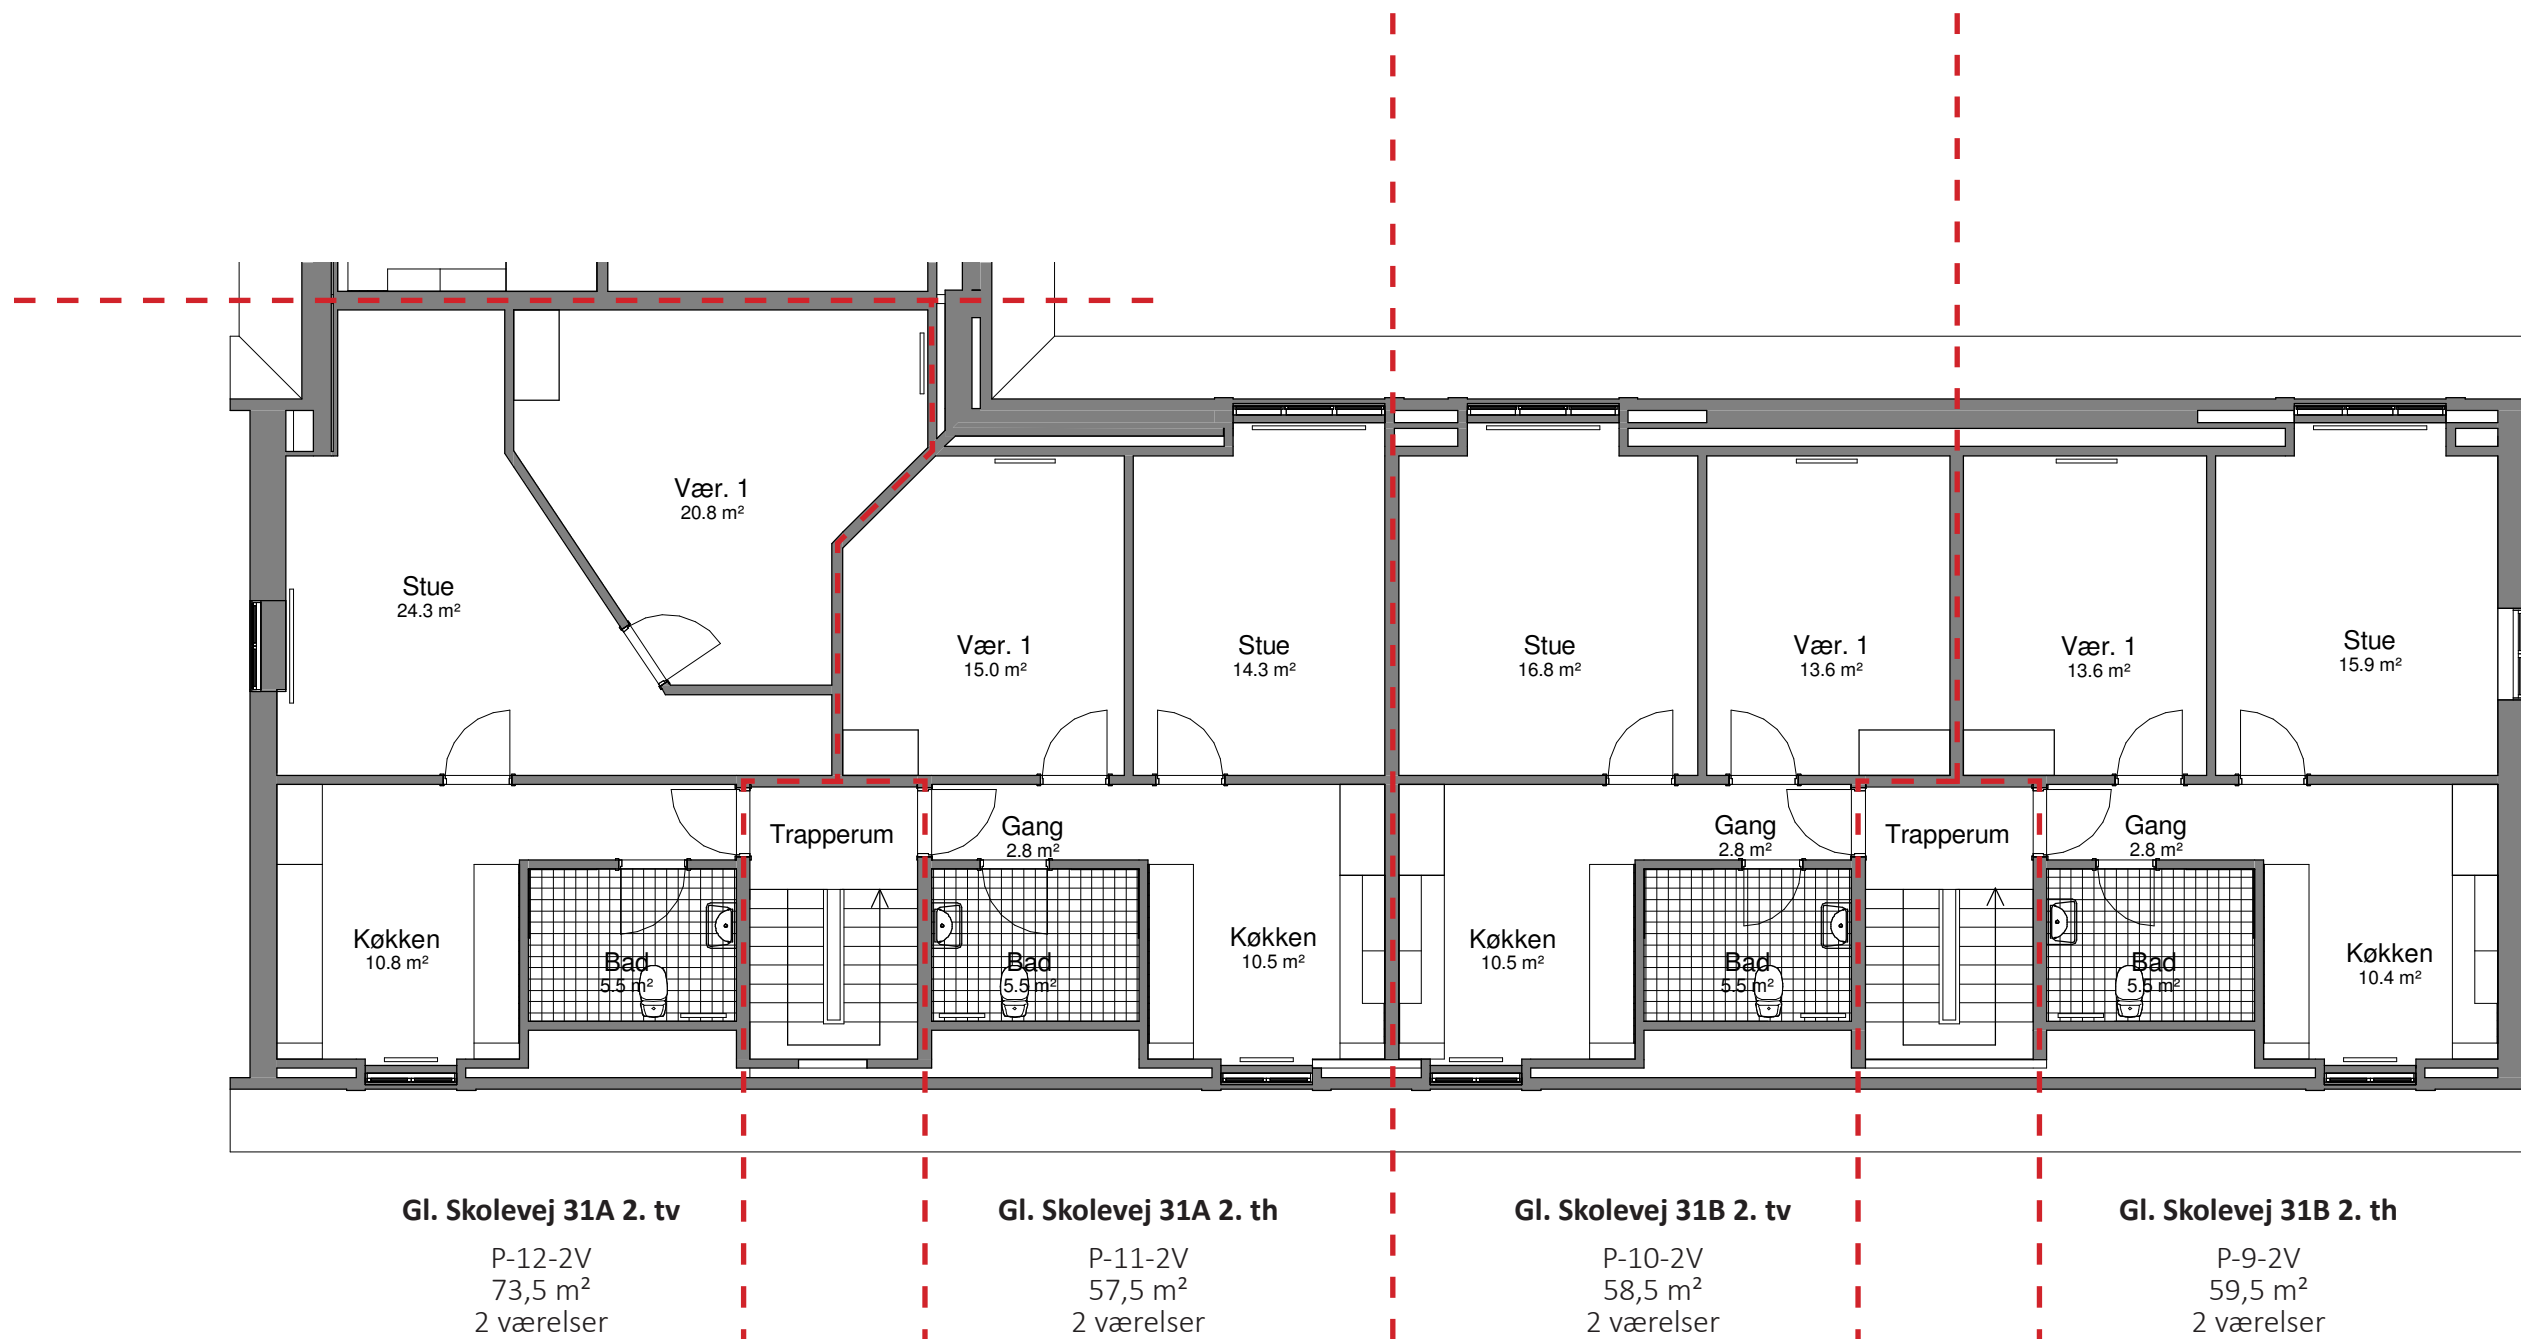 Vær. 1
20.8 m²
Stue
24.3 m²
Vær. 1
15.0 m²
Stue
14.3 m²
Stue
16.8 m²
Vær. 1
13.6 m²
Vær. 1
13.6 m²
Stue
15.9 m²
Trapperum
Gang
2.8 m²
Gang
2.8 m²
Trapperum
Gang
2.8 m²
Køkken
10.8 m²
Bad
5.5 m²
Bad
5.5 m²
Køkken
10.5 m²
Køkken
10.5 m²
Bad
5.5 m²
Bad
5.5 m²
Køkken
10.4 m²
Gl. Skolevej 31A 2. tv
P-12-2V
73,5 m²
2 værelser
Gl. Skolevej 31A 2. th
P-11-2V
57,5 m²
2 værelser
Gl. Skolevej 31B 2. tv
P-10-2V
58,5 m²
2 værelser
Gl. Skolevej 31B 2. th
P-9-2V
59,5 m²
2 værelser